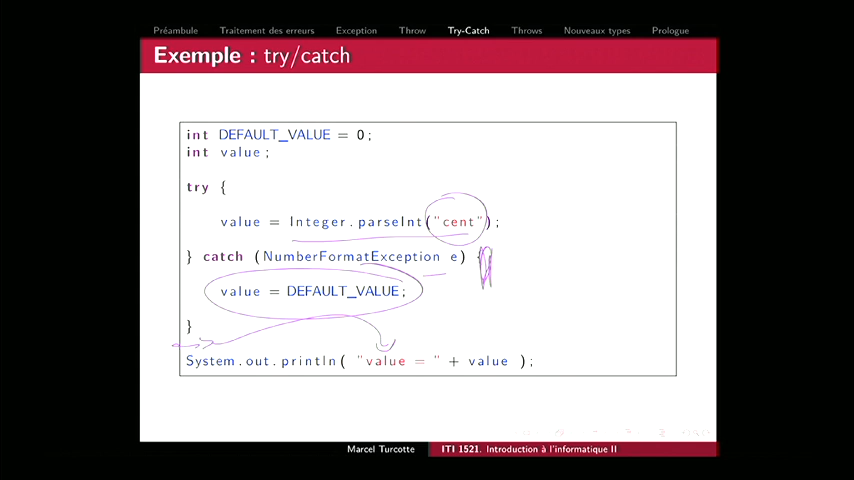 Préambule Traitement des erreurs Exception Throw Try-Catch Throws Nouveaux types Prologue
Exemple : try/catch
int DEFAULT_VALUE = 0;
int value;
try {
value = Integer.parseInt("cent");
} catch (NumberFormatException e) {
value = DEFAULT_VALUE;
}
System.out.println( "value = " + value );
Marcel Turcotte ITI 1521. Introduction à l'informatique II